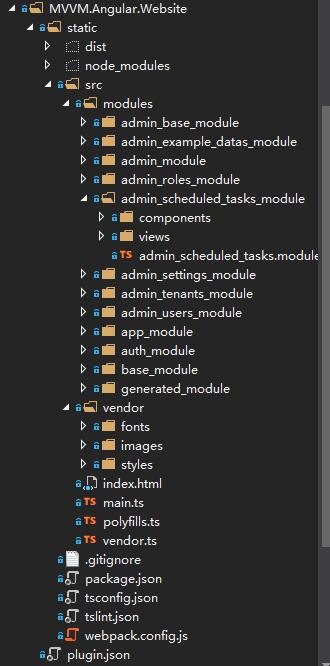 MVVM.Angular.Website
static
dist
node_modules
src
modules
admin_base_module
admin_example_datas_module
admin_module
admin_roles_module
admin_scheduled_tasks_module
components
views
TS admin_scheduled_tasks.module
admin_settings_module
admin_tenants_module
admin_users_module
app_module
auth_module
base_module
generated_module
vendor
fonts
images
styles
index.html
TS main.ts
TS polyfills.ts
TS vendor.ts
.gitignore
package.json
tsconfig.json
tslint.json
webpack.config.js
plugin.json